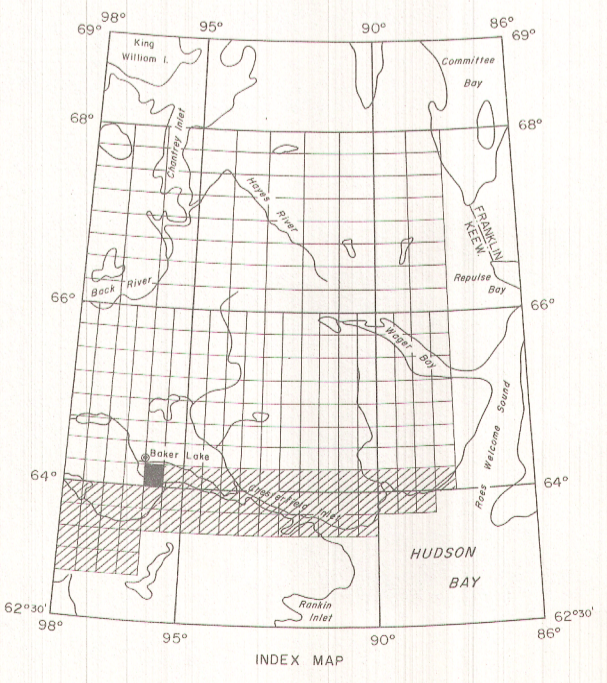 98°
95°
90°
86°
69°
69°
King
William I.
Committee
Bay
68°
68°
Chantrey Inlet
Hayes
River
FRANKLIN
KEEW.
Back River
Repulse
Bay
66°
66°
Wager Bay
Roes Welcome Sound
Baker Lake
64°
64°
Chesterfield Inlet
HUDSON
BAY
Rankin
Inlet
62°30'
62°30'
98°
95°
90°
86°
INDEX MAP